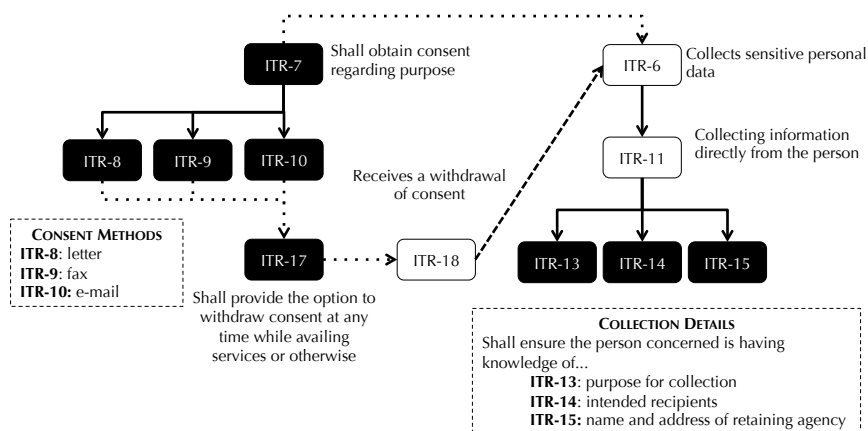 ITR-7
Shall obtain consent
regarding purpose
ITR-6
Collects sensitive personal
data
ITR-8
ITR-9
ITR-10
Collecting information
directly from the person
ITR-11
Receives a withdrawal
of consent
CONSENT METHODS
ITR-8: letter
ITR-9: fax
ITR-10: e-mail
ITR-17
ITR-18
ITR-13
ITR-14
ITR-15
Shall provide the option to
withdraw consent at any
time while availing
services or otherwise
COLLECTION DETAILS
Shall ensure the person concerned is having
knowledge of...
ITR-13: purpose for collection
ITR-14: intended recipients
ITR-15: name and address of retaining agency